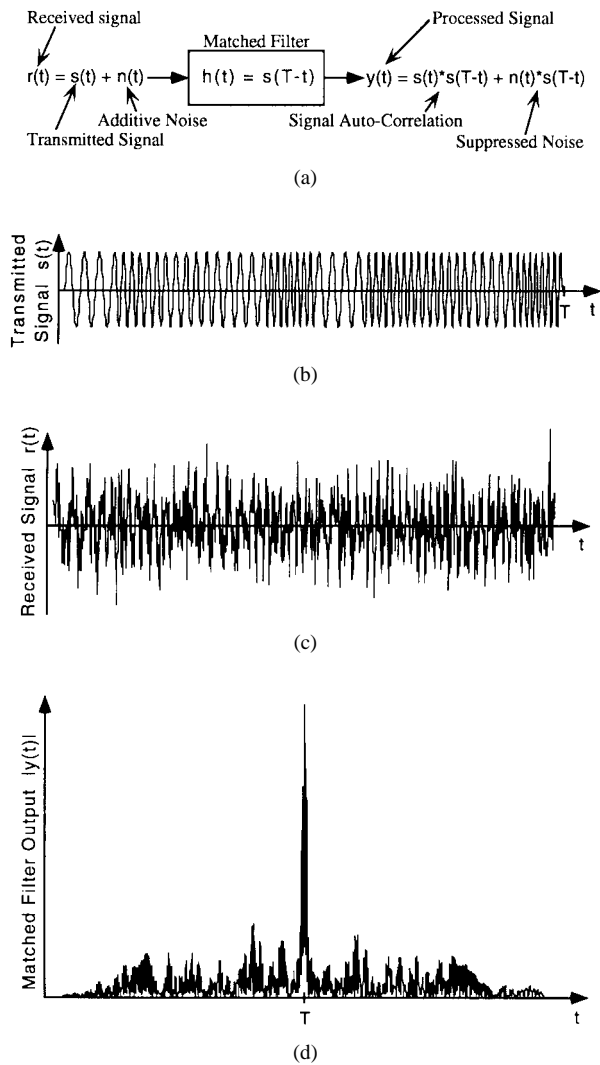 Received signal
Processed Signal
Matched Filter
r(t) = s(t) + n(t)
h(t) = s(T-t)
y(t) = s(t)*s(T-t) + n(t)*s(T-t)
Additive Noise
Signal Auto-Correlation
Transmitted Signal
Suppressed Noise
(a)
Transmitted
Signal s(t)
T
t
(b)
Received Signal r(t)
t
(c)
Matched Filter Output |y(t)|
T
t
(d)